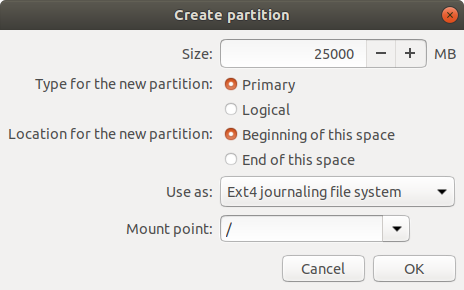 Create partition
Size: 25000 − + MB
Type for the new partition: Primary
Logical
Location for the new partition: Beginning of this space
End of this space
Use as: Ext4 journaling file system
Mount point: /
Cancel OK